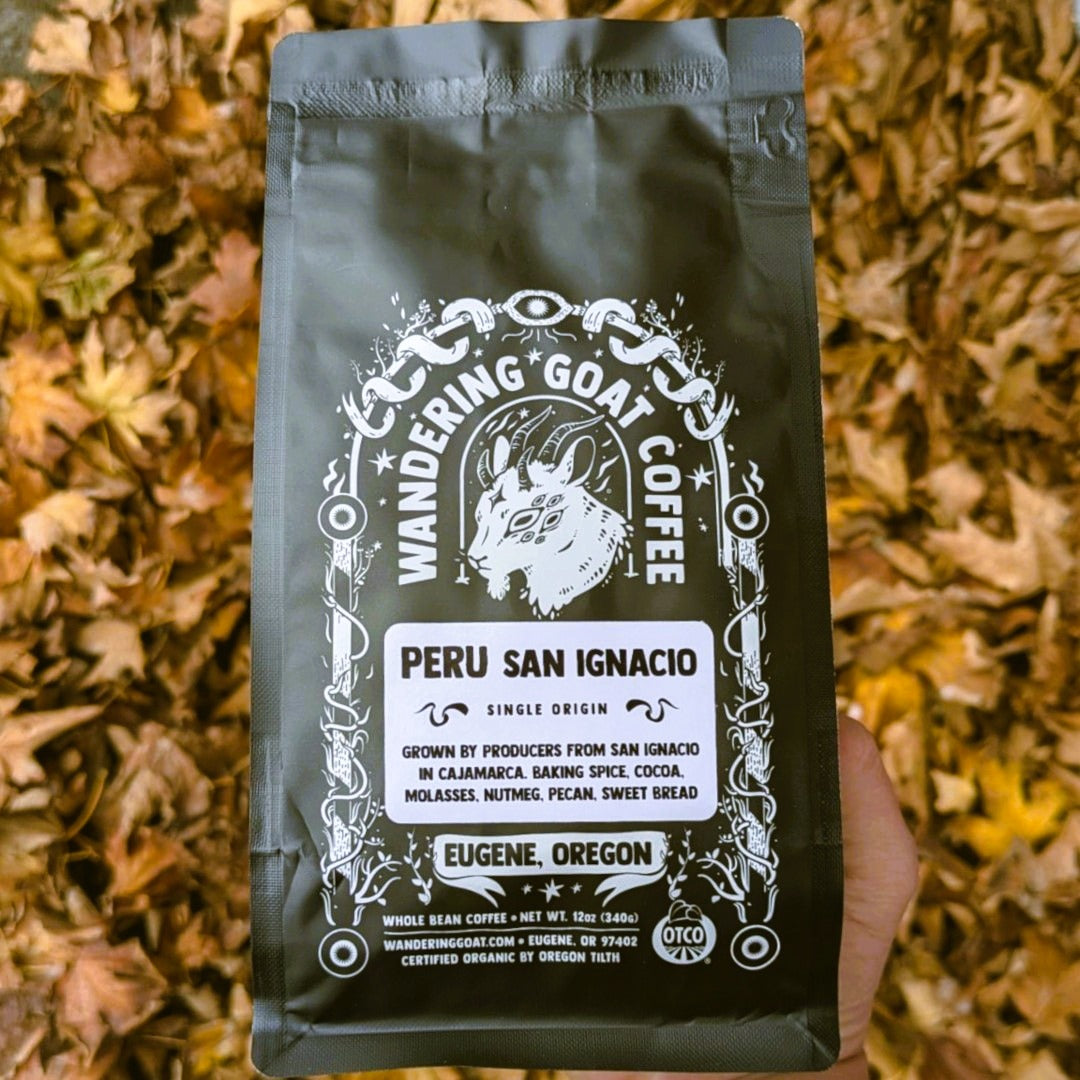 WANDERING GOAT COFFEE
PERU SAN IGNACIO
SINGLE ORIGIN
GROWN BY PRODUCERS FROM SAN IGNACIO
IN CAJAMARCA. BAKING SPICE, COCOA,
MOLASSES, NUTMEG, PECAN, SWEET BREAD
EUGENE, OREGON
WHOLE BEAN COFFEE • NET WT. 12oz (340g)
WANDERINGGOAT.COM • EUGENE, OR 97402
CERTIFIED ORGANIC BY OREGON TILTH
OTCO
®